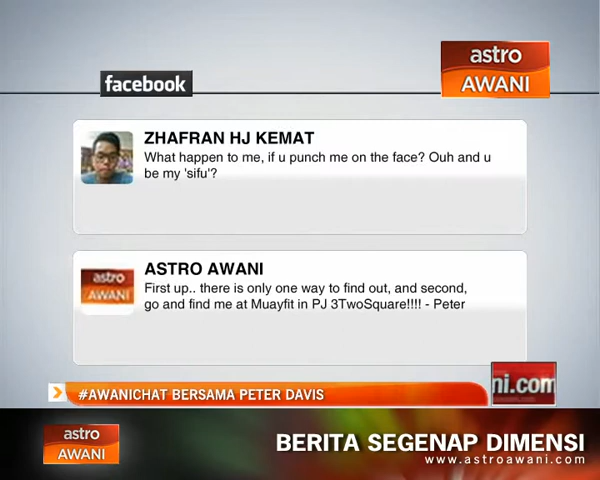 astro
AWANI
facebook
ZHAFRAN HJ KEMAT
What happen to me, if u punch me on the face? Ouh and u
be my 'sifu'?
astro
AWANI
ASTRO AWANI
First up.. there is only one way to find out, and second,
go and find me at Muayfit in PJ 3TwoSquare!!!! - Peter
ni.com
#AWANICHAT BERSAMA PETER DAVIS
astro
AWANI
BERITA SEGENAP DIMENSI
www.astroawani.com